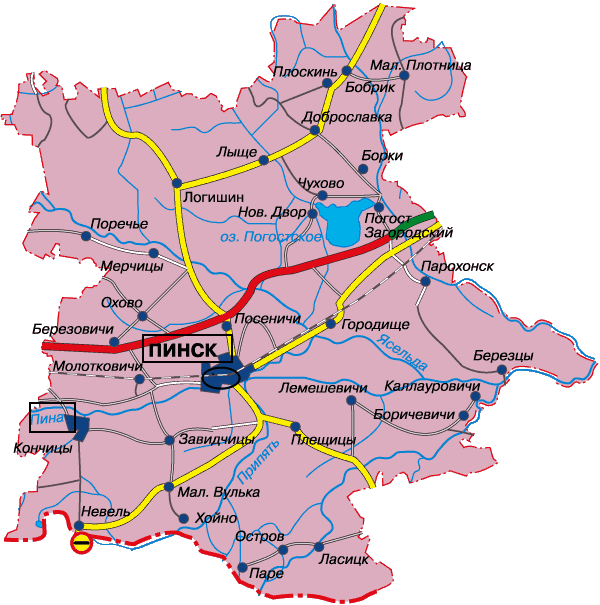 Плоскинь
Мал. Плотница
Бобрик
Доброславка
Лыще
Борки
Логишин
Чухово
Нов. Двор
Погост
Загородский
оз. Погостское
Поречье
Мерчицы
Парохонск
Охово
Посеничи
Городище
Березовичи
ПИНСК
Ясельда
Молотковичи
Березцы
Лемешевичи
Каллауровичи
Пина
Боричевичи
Кончицы
Завидчицы
Плещицы
Припять
Мал. Вулька
Невель
Хойно
Остров
Ласицк
Паре